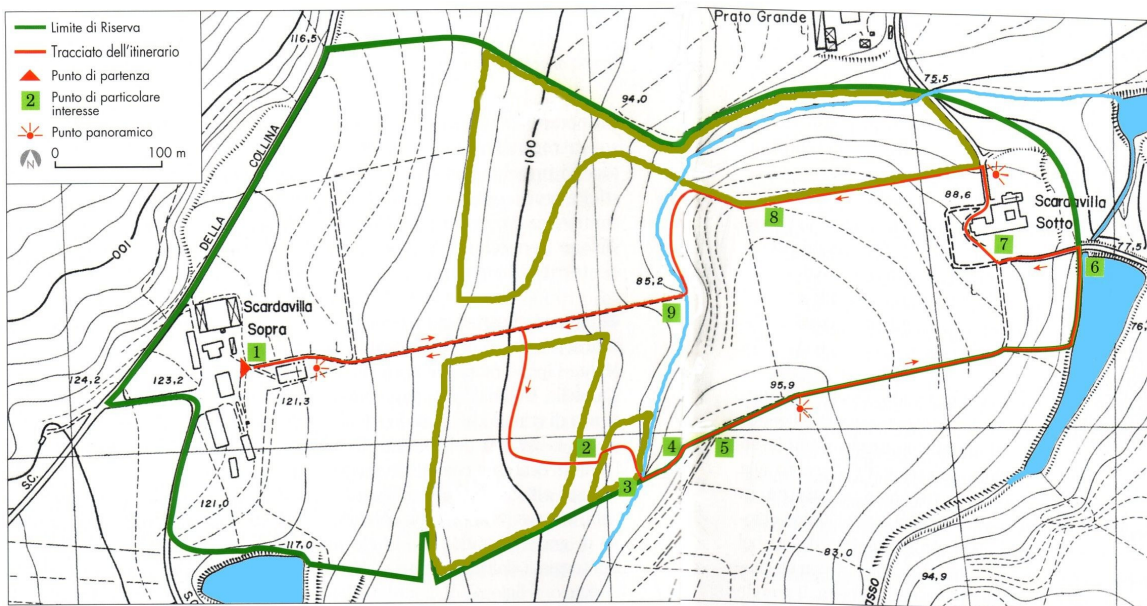 Limite di Riserva
Tracciato dell'itinerario
Punto di partenza
2 Punto di particolare
interesse
Punto panoramico
N 0 100 m
116,5
Prato Grande
94,0
75,5
COLLINA
DELLA
100
100
88,6
Scardavilla
Sotto
8
7
77,5
6
85,2
9
Scardavilla
Sopra
1
124,2
123,2
121,3
95,9
2
4
5
3
S.C.
121,0
117,0
83,0
94,9